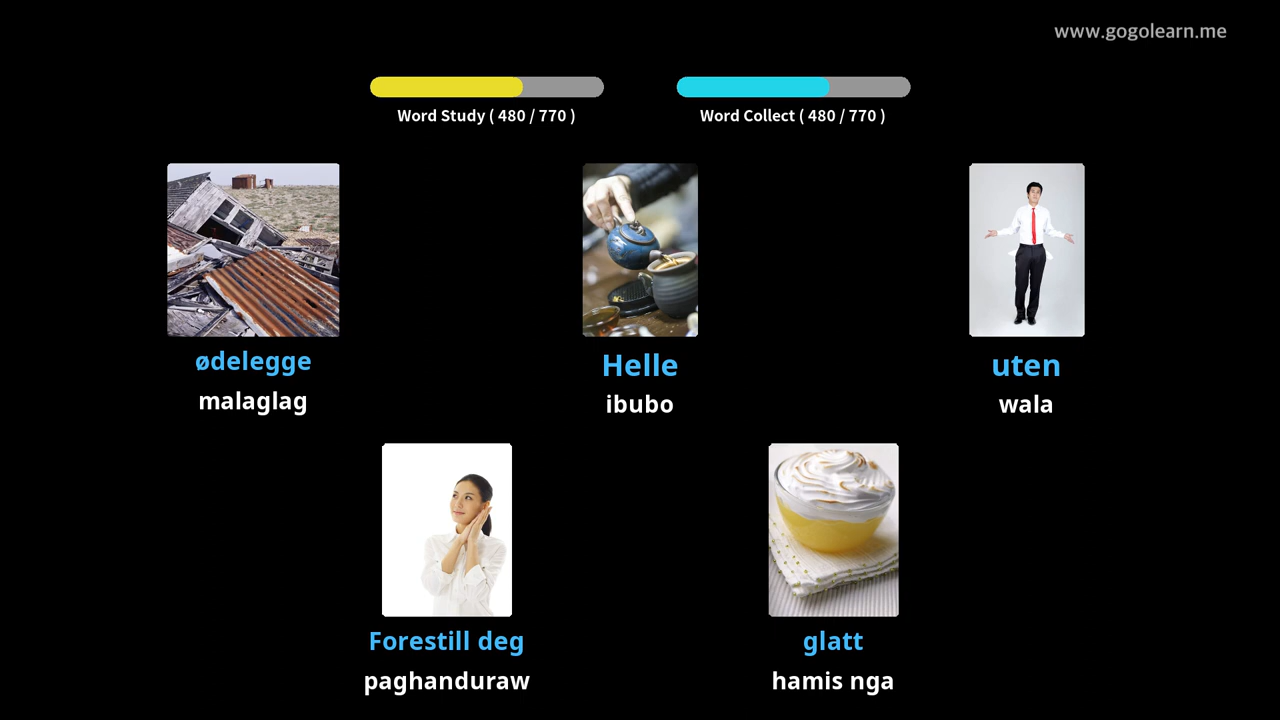 www.gogolearn.me
Word Study ( 480 / 770 )
Word Collect ( 480 / 770 )
ødelegge
malaglag
Helle
ibubo
uten
wala
Forestill deg
paghanduraw
glatt
hamis nga